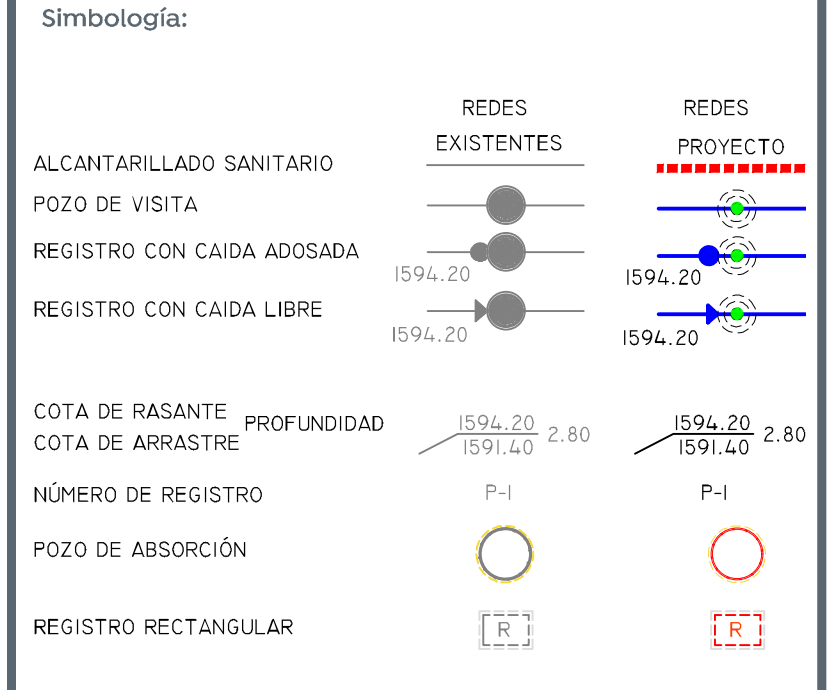 Simbología:
REDES EXISTENTES
REDES PROYECTO
ALCANTARILLADO SANITARIO
POZO DE VISITA
REGISTRO CON CAIDA ADOSADA
1594.20
1594.20
REGISTRO CON CAIDA LIBRE
1594.20
1594.20
COTA DE RASANTE
COTA DE ARRASTRE
PROFUNDIDAD
1594.20
1591.40
2.80
1594.20
1591.40
2.80
NÚMERO DE REGISTRO
P-1
P-1
POZO DE ABSORCIÓN
REGISTRO RECTANGULAR
R
R